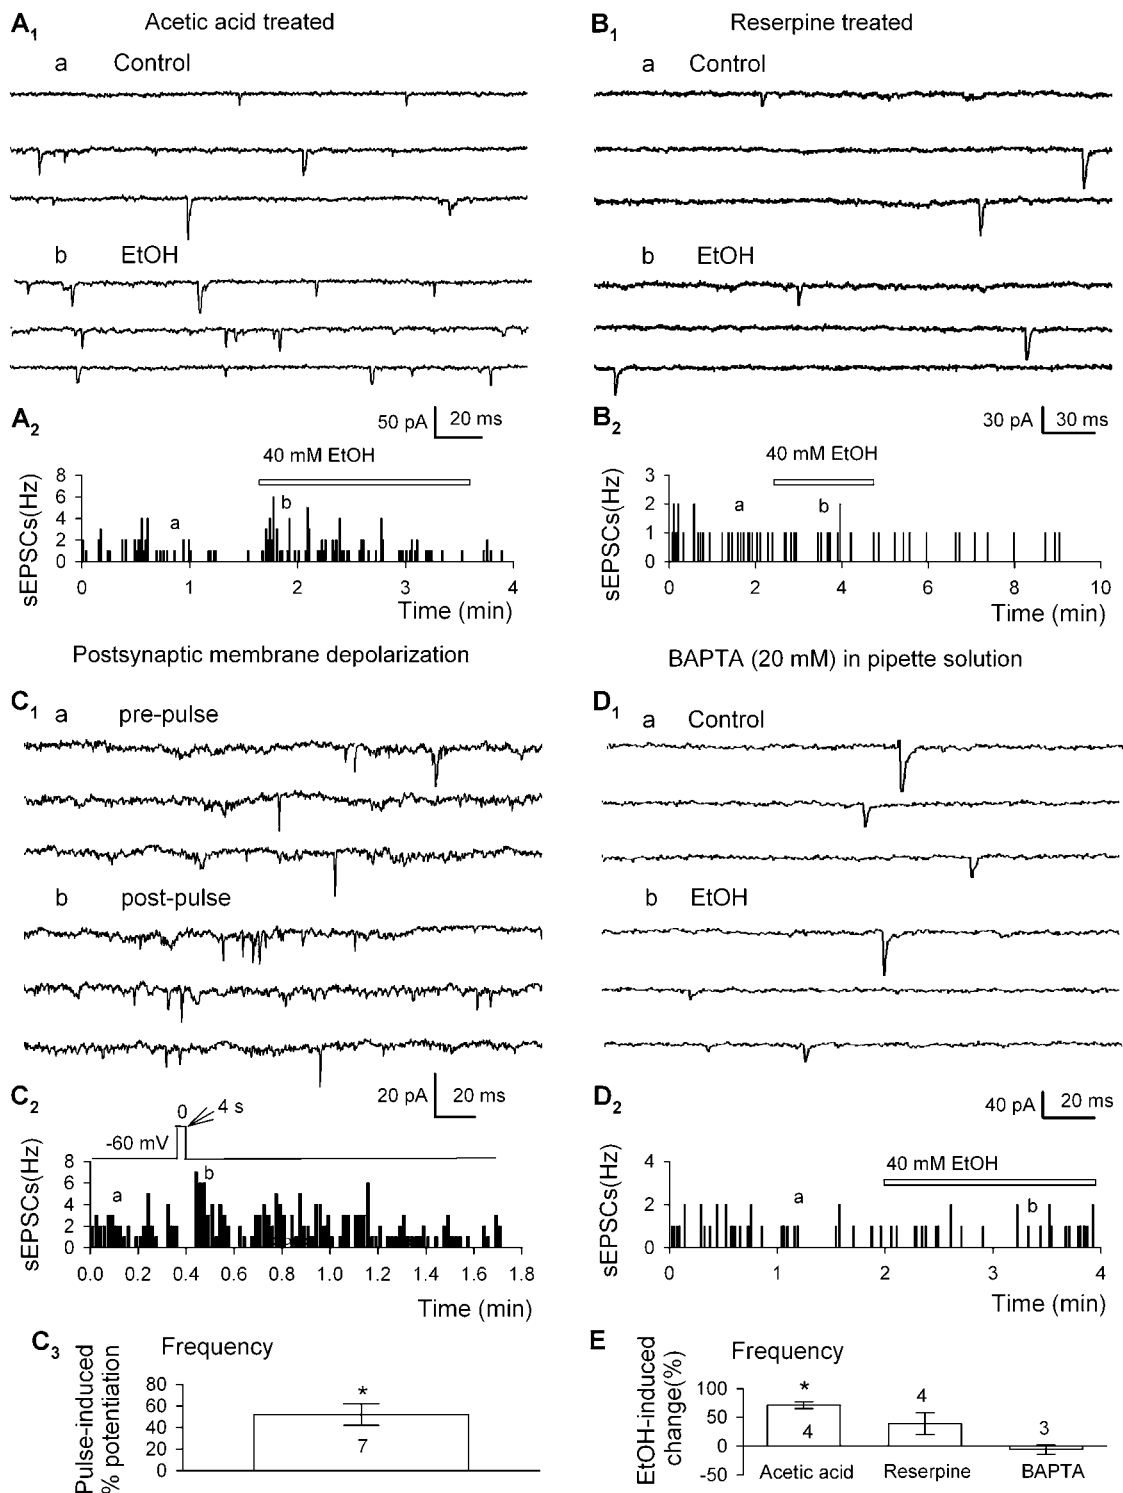 A1 Acetic acid treated
a Control
b EtOH
50 pA 20 ms
A2
40 mM EtOH
sEPSCs(Hz)
8
6
4
2
0
a
b
0 1 2 3 4
Time (min)
B1 Reserpine treated
a Control
b EtOH
30 pA 30 ms
B2
40 mM EtOH
sEPSCs(Hz)
3
2
1
0
a
b
0 2 4 6 8 10
Time (min)
Postsynaptic membrane depolarization
C1 a pre-pulse
b post-pulse
20 pA 20 ms
C2
0 4 s
-60 mV
sEPSCs(Hz)
8
6
4
2
0
a
b
0.0 0.2 0.4 0.6 0.8 1.0 1.2 1.4 1.6 1.8
Time (min)
C3 Frequency
Pulse-induced
% potentiation
80
60
40
20
0
*
7
BAPTA (20 mM) in pipette solution
D1 a Control
b EtOH
40 pA 20 ms
D2
40 mM EtOH
sEPSCs(Hz)
4
2
0
a
b
0 1 2 3 4
Time (min)
E Frequency
EtOH-induced
change(%)
100
50
0
-50
*
4
4
3
Acetic acid Reserpine BAPTA